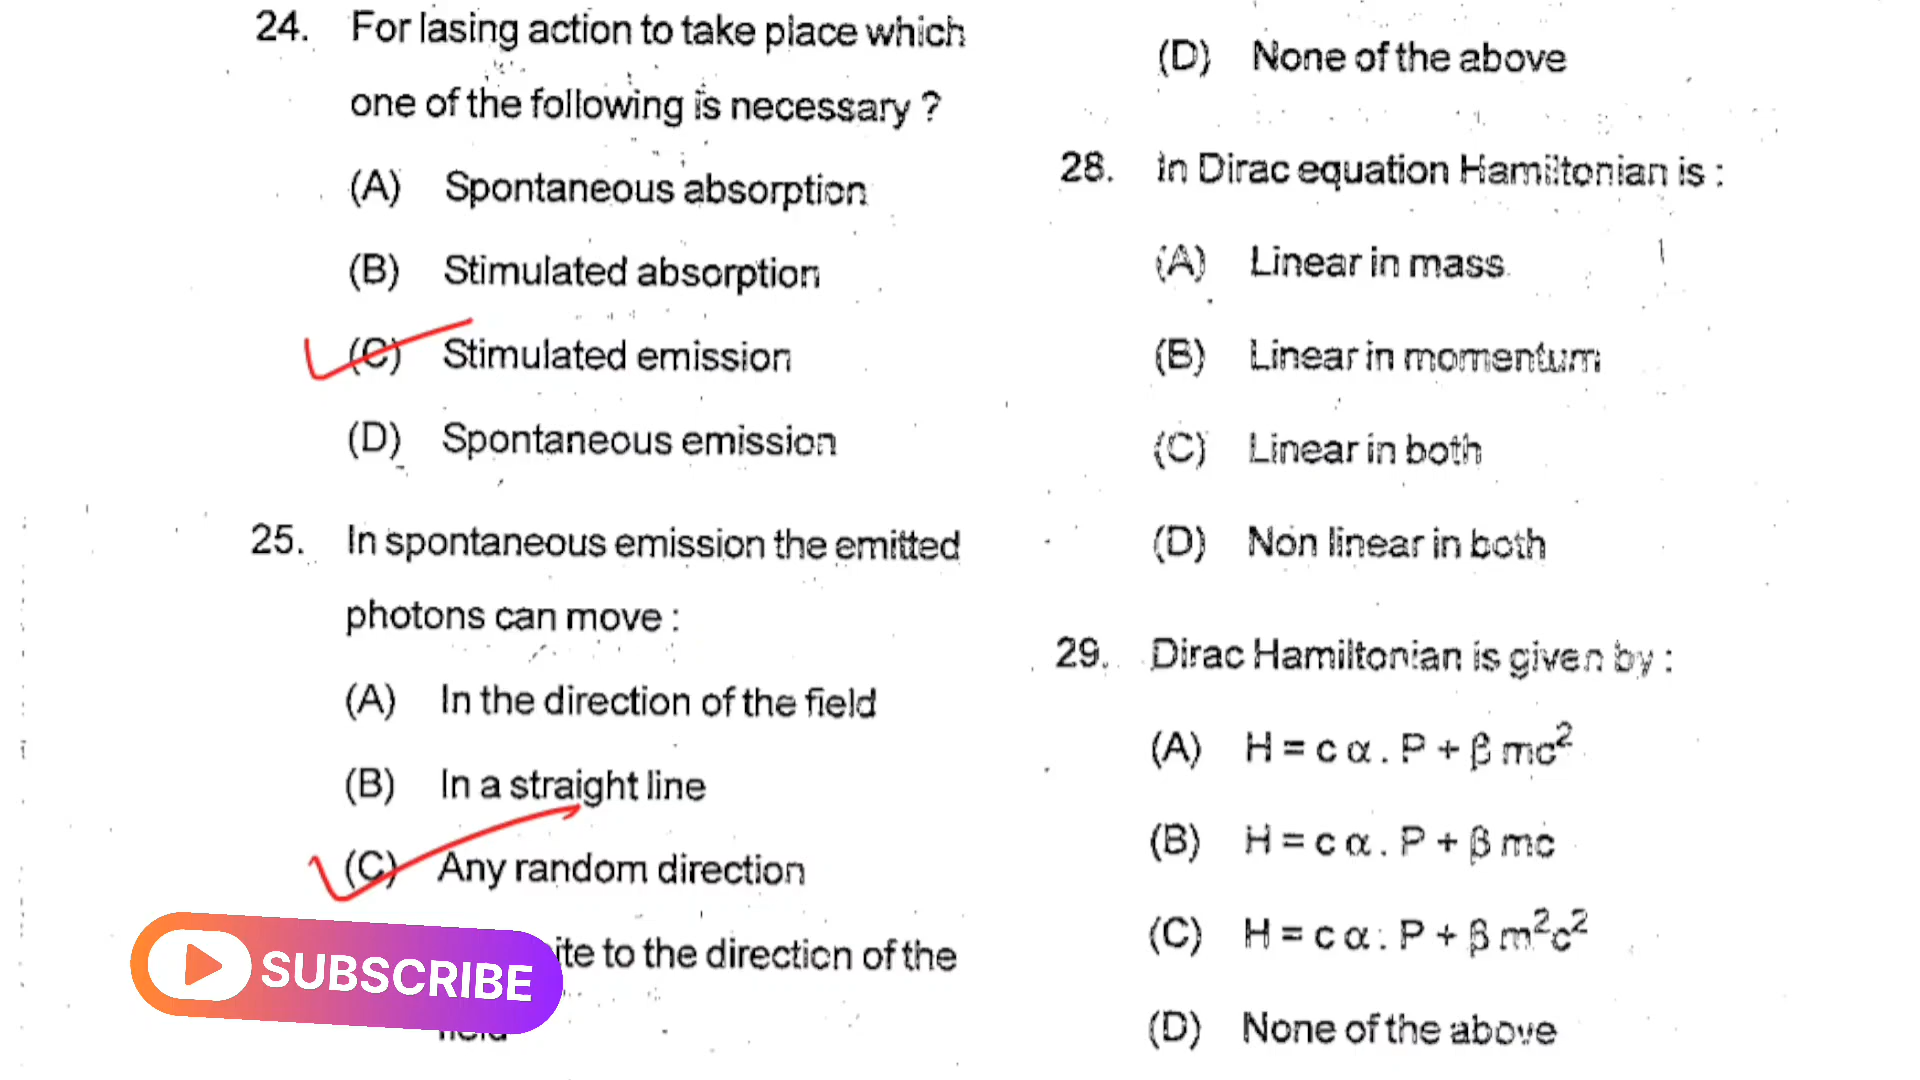 24. For lasing action to take place which
one of the following is necessary ?
(A) Spontaneous absorption
(B) Stimulated absorption
(C) Stimulated emission
(D) Spontaneous emission
25. In spontaneous emission the emitted
photons can move :
(A) In the direction of the field
(B) In a straight line
(C) Any random direction
ite to the direction of the
SUBSCRIBE
(D) None of the above
28. In Dirac equation Hamiltonian is :
(A) Linear in mass
(B) Linear in momentum
(C) Linear in both
(D) Non linear in both
29. Dirac Hamiltonian is given by :
(A) H = c α . P + β mc²
(B) H = c α . P + β mc
(C) H = c α . P + β m²c²
(D) None of the above